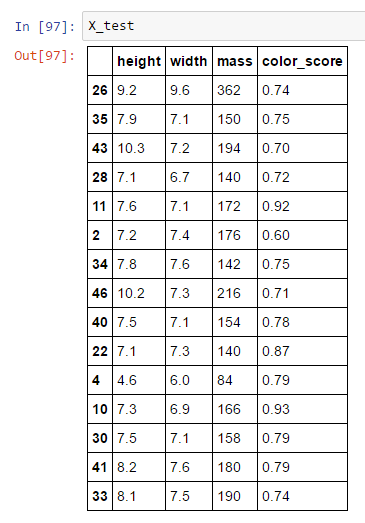 In [97]: X_test
Out[97]:
height width mass color_score
26 9.2 9.6 362 0.74
35 7.9 7.1 150 0.75
43 10.3 7.2 194 0.70
28 7.1 6.7 140 0.72
11 7.6 7.1 172 0.92
2 7.2 7.4 176 0.60
34 7.8 7.6 142 0.75
46 10.2 7.3 216 0.71
40 7.5 7.1 154 0.78
22 7.1 7.3 140 0.87
4 4.6 6.0 84 0.79
10 7.3 6.9 166 0.93
30 7.5 7.1 158 0.79
41 8.2 7.6 180 0.79
33 8.1 7.5 190 0.74